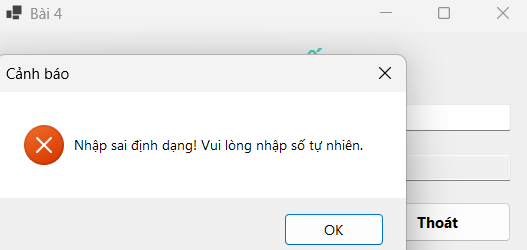 Bài 4
Cảnh báo
Nhập sai định dạng! Vui lòng nhập số tự nhiên.
OK
Thoát